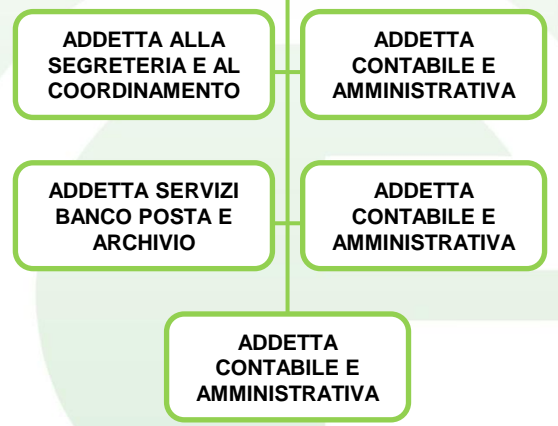 ADDETTA ALLA
SEGRETERIA E AL
COORDINAMENTO
ADDETTA
CONTABILE E
AMMINISTRATIVA
ADDETTA SERVIZI
BANCO POSTA E
ARCHIVIO
ADDETTA
CONTABILE E
AMMINISTRATIVA
ADDETTA
CONTABILE E
AMMINISTRATIVA